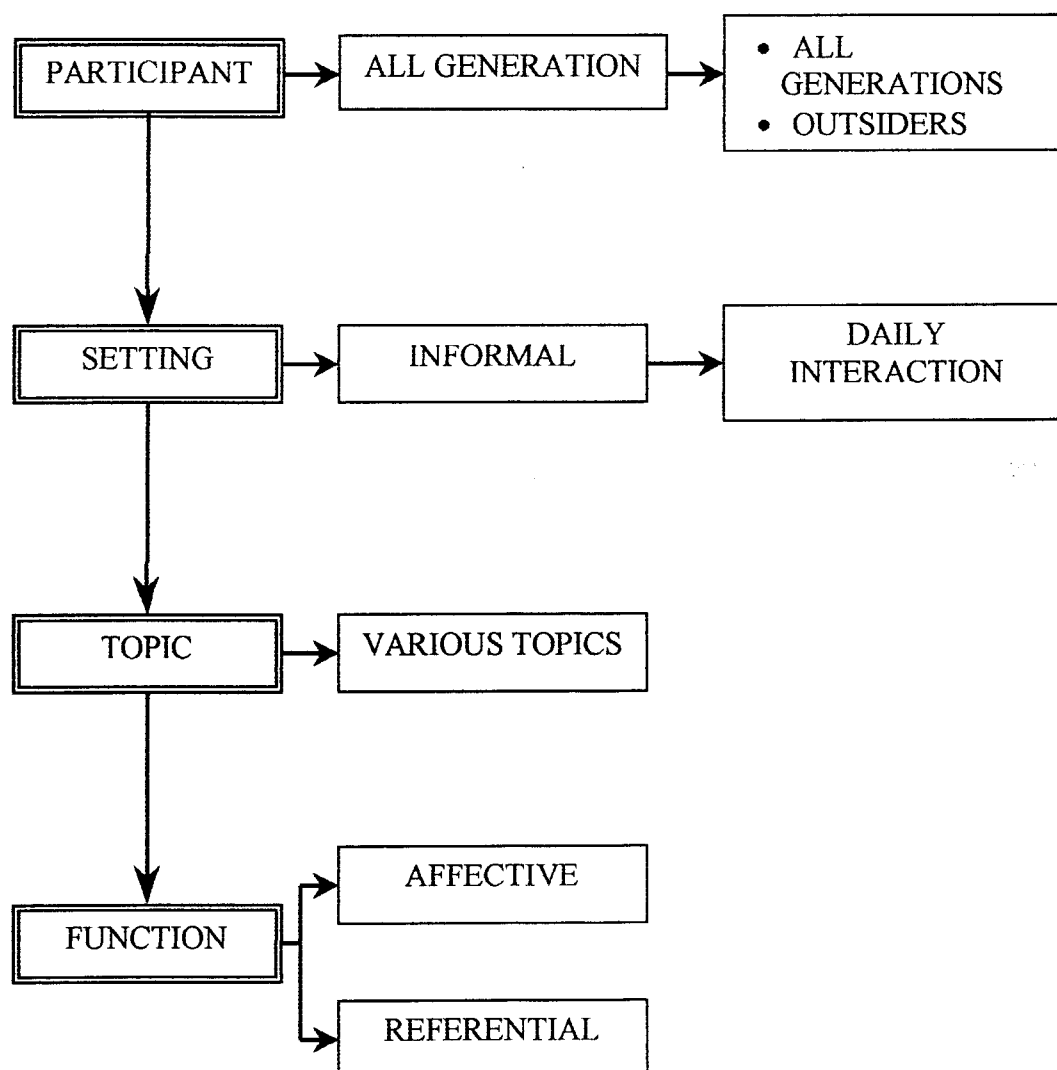 PARTICIPANT
ALL GENERATION
• ALL
GENERATIONS
• OUTSIDERS
SETTING
INFORMAL
DAILY
INTERACTION
TOPIC
VARIOUS TOPICS
FUNCTION
AFFECTIVE
REFERENTIAL